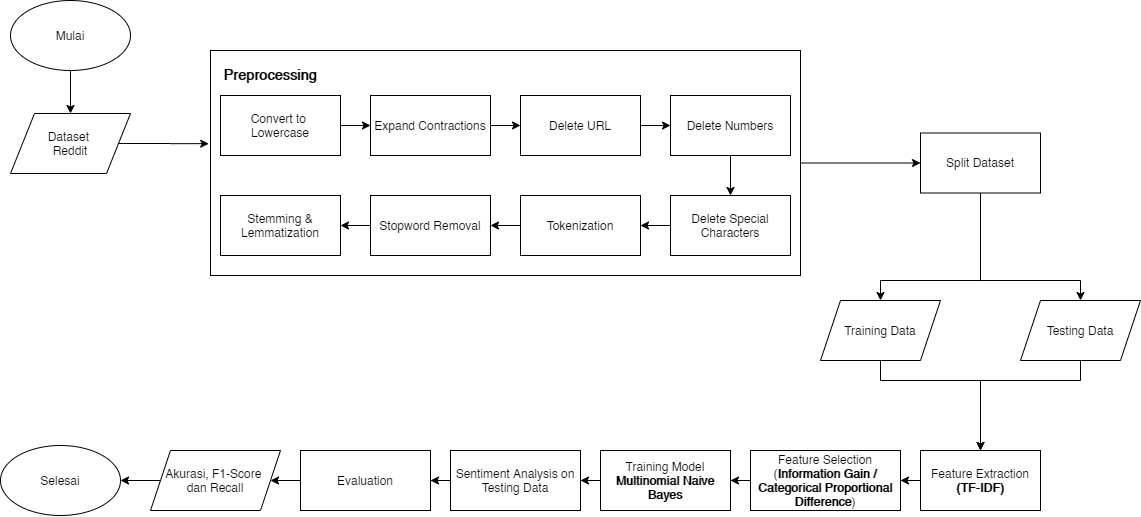 Mulai
Dataset
Reddit
Preprocessing
Convert to
Lowercase
Expand Contractions
Delete URL
Delete Numbers
Delete Special
Characters
Tokenization
Stopword Removal
Stemming &
Lemmatization
Split Dataset
Training Data
Testing Data
Feature Extraction
(TF-IDF)
Feature Selection
(Information Gain /
Categorical Proportional
Difference)
Training Model
Multinomial Naive
Bayes
Sentiment Analysis on
Testing Data
Evaluation
Akurasi, F1-Score
dan Recall
Selesai